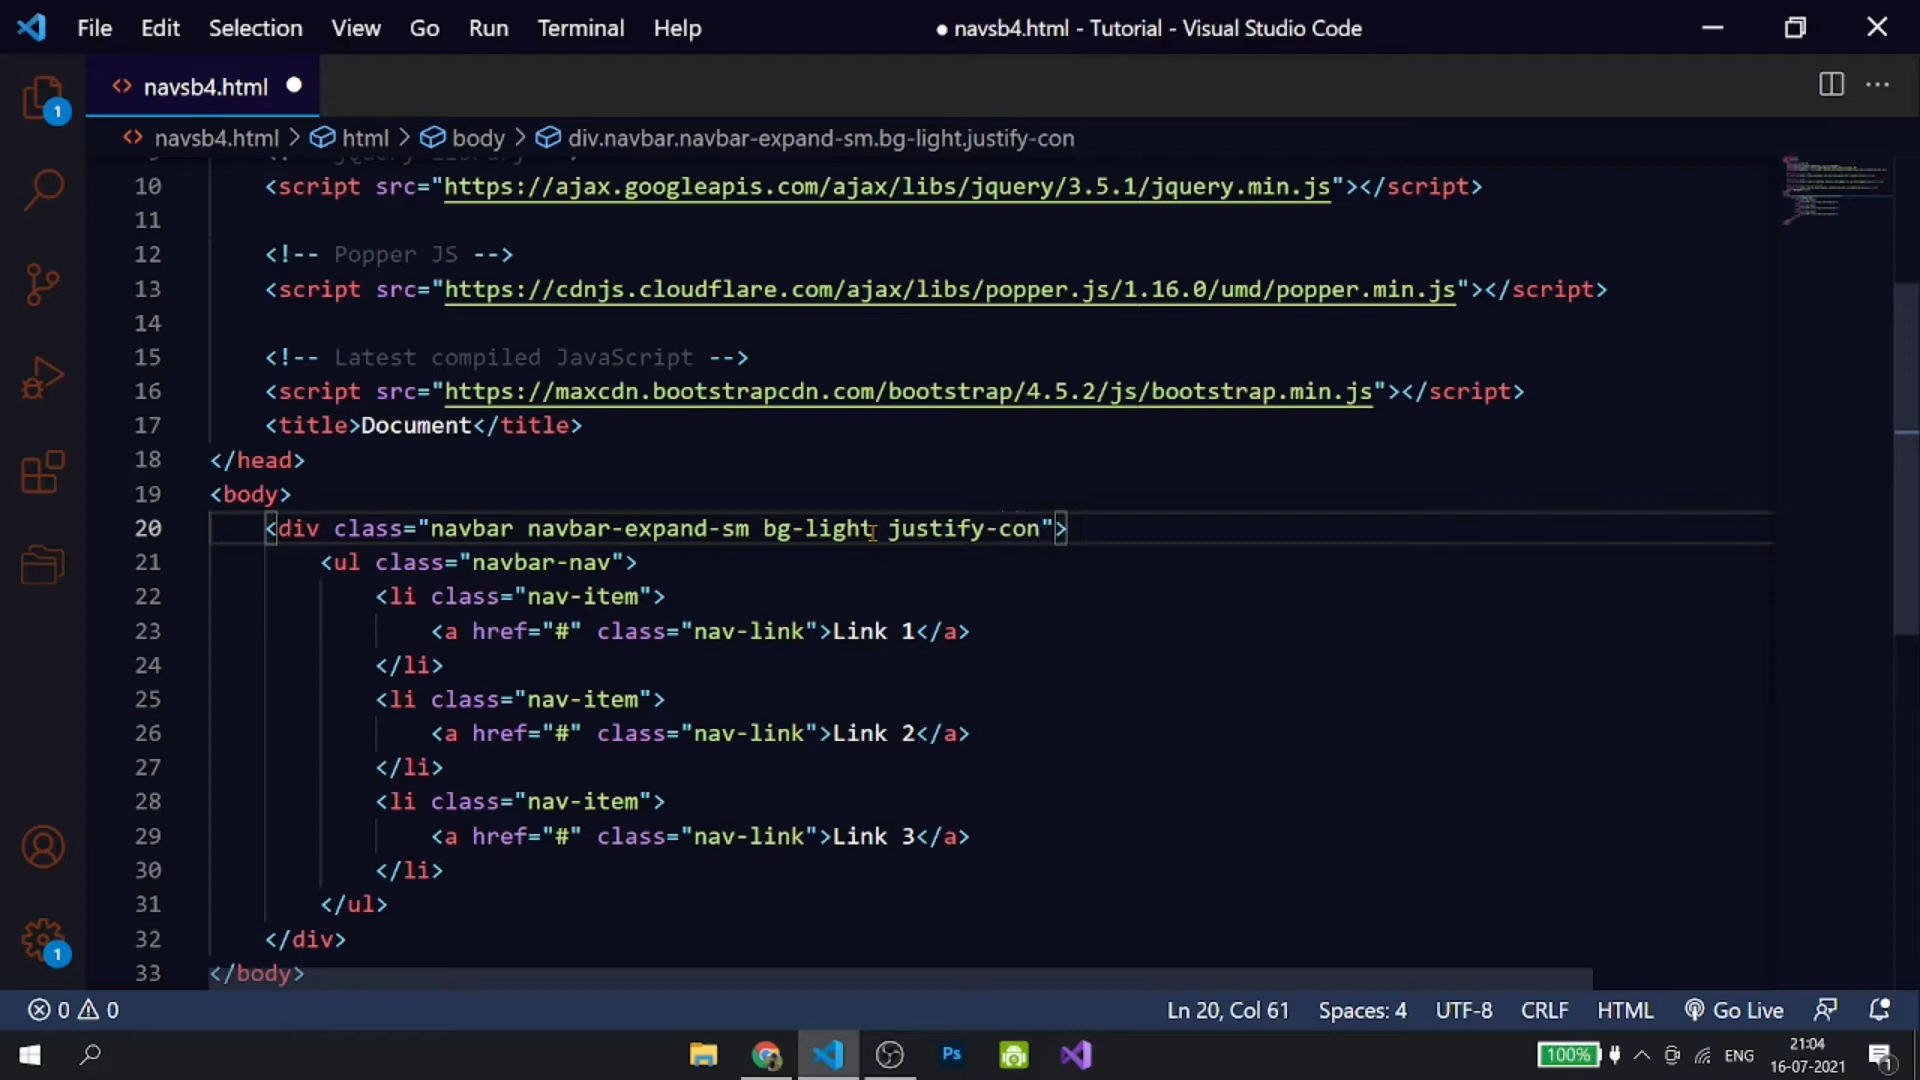 File Edit Selection View Go Run Terminal Help ● navsb4.html - Tutorial - Visual Studio Code
<> navsb4.html ●
1
<> navsb4.html > html > body > div.navbar.navbar-expand-sm.bg-light.justify-con
10 <script src="https://ajax.googleapis.com/ajax/libs/jquery/3.5.1/jquery.min.js"></script>
11
12 <!-- Popper JS -->
13 <script src="https://cdnjs.cloudflare.com/ajax/libs/popper.js/1.16.0/umd/popper.min.js"></script>
14
15 <!-- Latest compiled JavaScript -->
16 <script src="https://maxcdn.bootstrapcdn.com/bootstrap/4.5.2/js/bootstrap.min.js"></script>
17 <title>Document</title>
18 </head>
19 <body>
20 <div class="navbar navbar-expand-sm bg-light justify-con">
21 <ul class="navbar-nav">
22 <li class="nav-item">
23 <a href="#" class="nav-link">Link 1</a>
24 </li>
25 <li class="nav-item">
26 <a href="#" class="nav-link">Link 2</a>
27 </li>
28 <li class="nav-item">
29 <a href="#" class="nav-link">Link 3</a>
30 </li>
31 </ul>
32 </div>
33 </body>
1
0 0 Ln 20, Col 61 Spaces: 4 UTF-8 CRLF HTML Go Live
Ps 100% ENG 21:04
16-07-2021
1